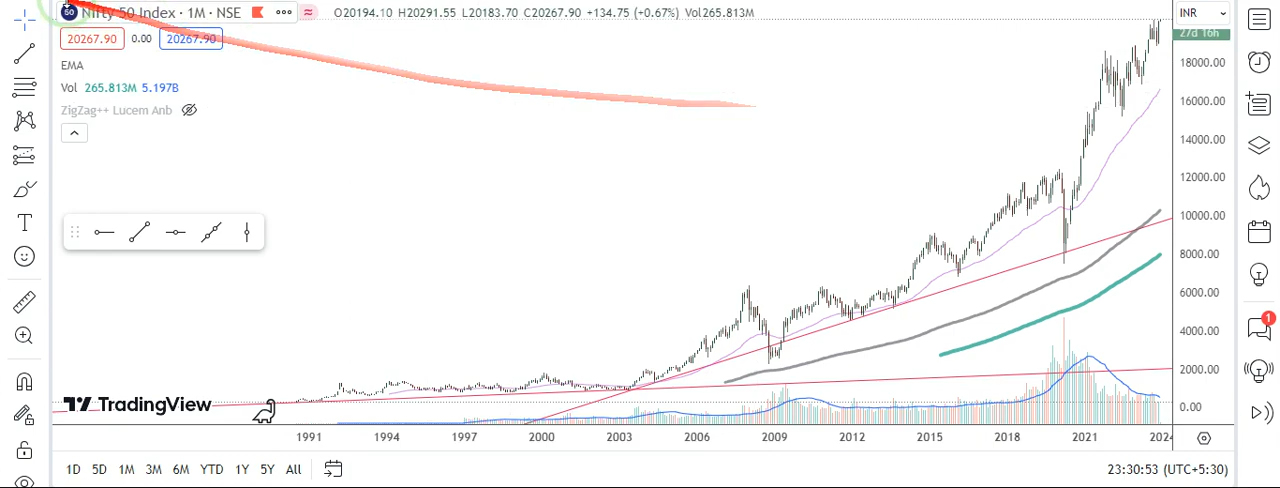 Nifty 50 Index · 1M · NSE O20194.10 H20291.55 L20183.70 C20267.90 +134.75 (+0.67%) Vol265.813M INR
20267.90 0.00 20267.90 27d 16h
EMA
Vol 265.813M 5.197B
ZigZag++ Lucem Anb
18000.00
16000.00
14000.00
12000.00
10000.00
8000.00
6000.00
4000.00
2000.00
0.00
1
TradingView
1991 1994 1997 2000 2003 2006 2009 2012 2015 2018 2021 2024
1D 5D 1M 3M 6M YTD 1Y 5Y All 23:30:53 (UTC+5:30)